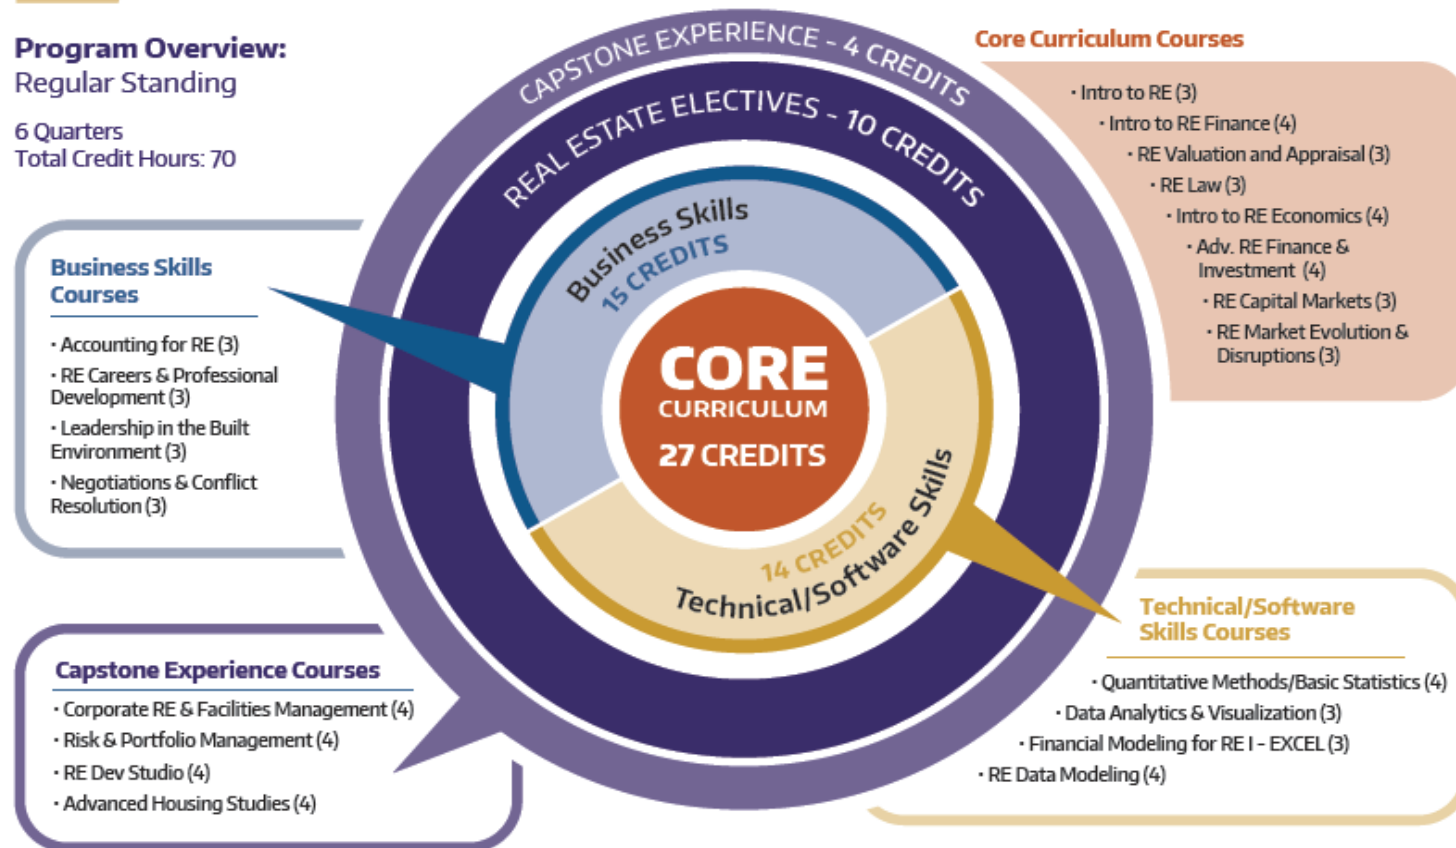 Program Overview:
Regular Standing
6 Quarters
Total Credit Hours: 70
CAPSTONE EXPERIENCE - 4 CREDITS
REAL ESTATE ELECTIVES - 10 CREDITS
Business Skills
15 CREDITS
CORE
CURRICULUM
27 CREDITS
14 CREDITS
Technical/Software Skills
Core Curriculum Courses
· Intro to RE (3)
· Intro to RE Finance (4)
· RE Valuation and Appraisal (3)
· RE Law (3)
· Intro to RE Economics (4)
· Adv. RE Finance &
Investment (4)
· RE Capital Markets (3)
· RE Market Evolution &
Disruptions (3)
Business Skills
Courses
· Accounting for RE (3)
· RE Careers & Professional
Development (3)
· Leadership in the Built
Environment (3)
· Negotiations & Conflict
Resolution (3)
Capstone Experience Courses
· Corporate RE & Facilities Management (4)
· Risk & Portfolio Management (4)
· RE Dev Studio (4)
· Advanced Housing Studies (4)
Technical/Software
Skills Courses
· Quantitative Methods/Basic Statistics (4)
· Data Analytics & Visualization (3)
· Financial Modeling for RE I - EXCEL (3)
· RE Data Modeling (4)